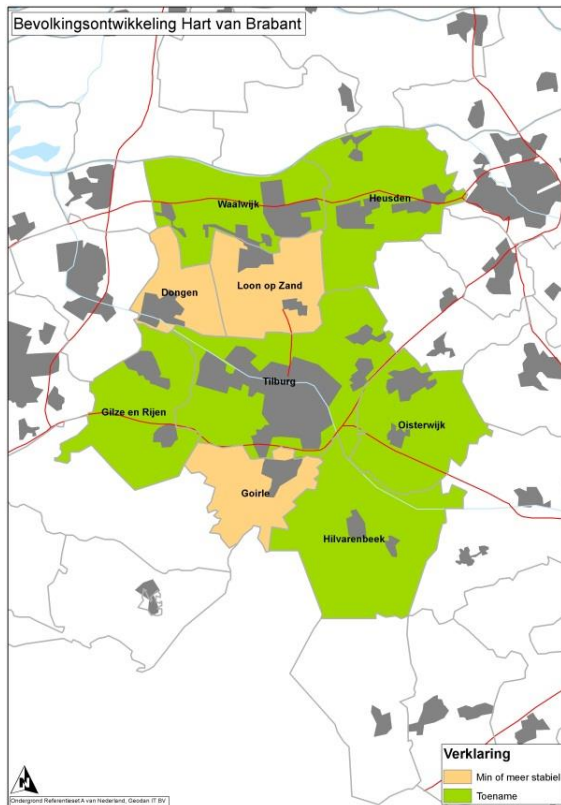 Bevolkingsontwikkeling Hart van Brabant
Waalwijk
Heusden
Dongen
Loon op Zand
Tilburg
Gilze en Rijen
Oisterwijk
Goirle
Hilvarenbeek
Verklaring
Min of meer stabiel
Toename
Ondergrond Referentieset A van Nederland, Geodan IT BV